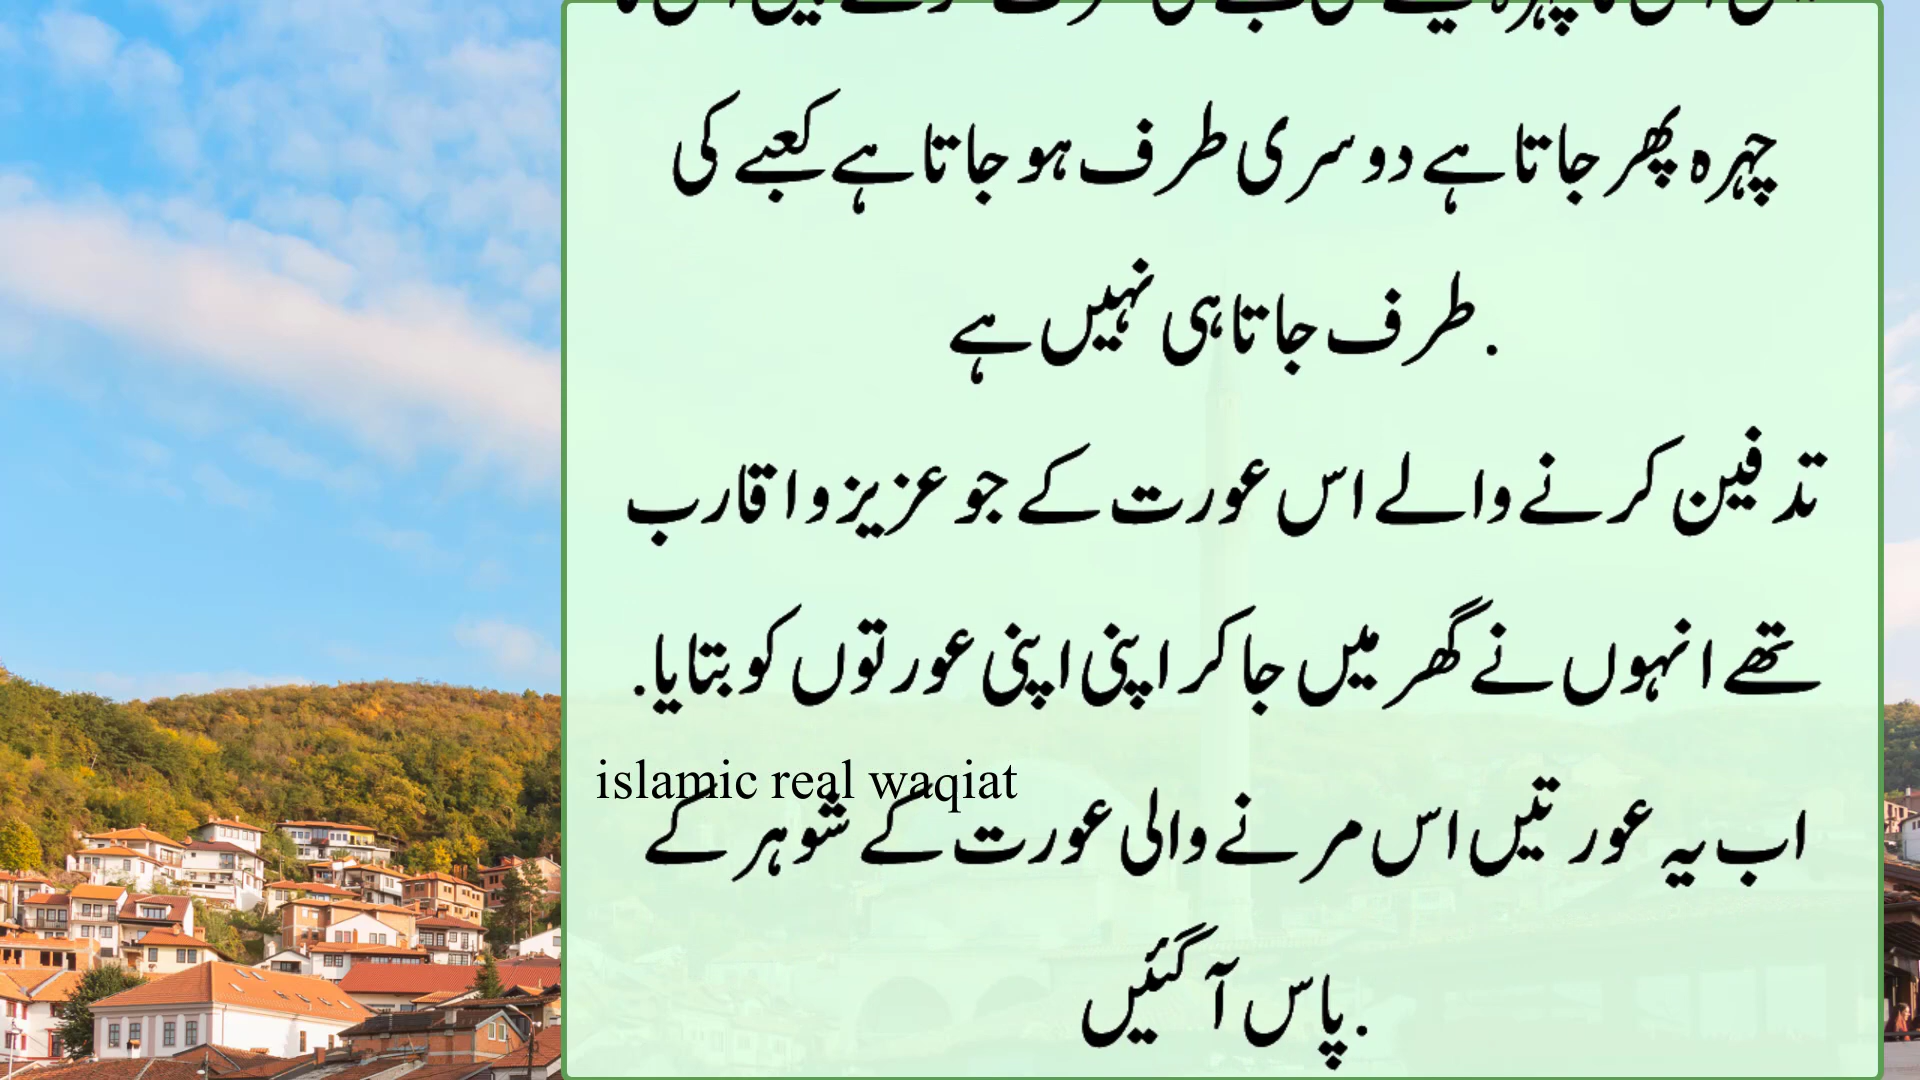 چہرہ پھر جاتا ہے دوسری طرف ہو جاتا ہے کعبے کی
طرف جاتا ہی نہیں ہے.
تدفین کرنے والے اس عورت کے جو عزیز و اقارب
تھے انہوں نے گھر میں جا کر اپنی اپنی عورتوں کو بتایا.
islamic real waqiat
اب یہ عورتیں اس مرنے والی عورت کے شوہر کے
پاس آ گئیں.